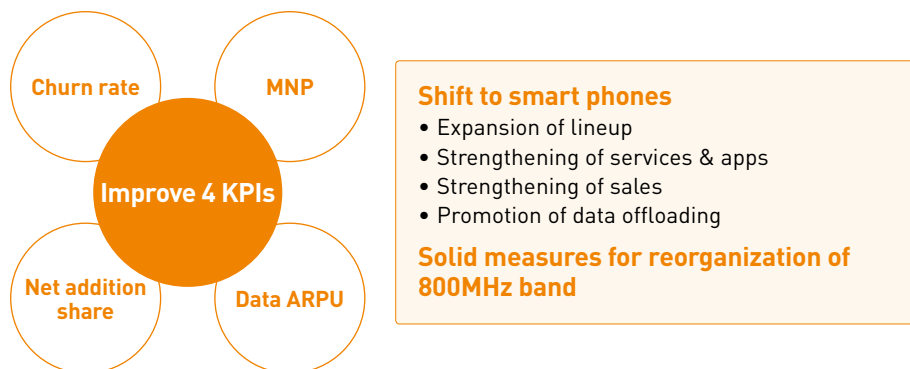 Churn rate
MNP
Improve 4 KPIs
Net addition
share
Data ARPU
Shift to smart phones
• Expansion of lineup
• Strengthening of services & apps
• Strengthening of sales
• Promotion of data offloading
Solid measures for reorganization of
800MHz band